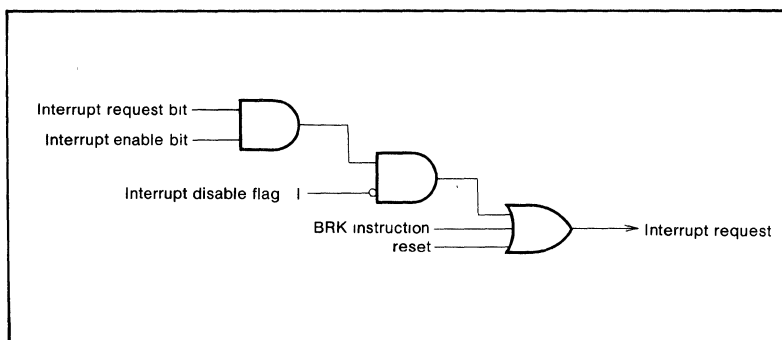 Interrupt request bit
Interrupt enable bit
Interrupt disable flag I
BRK instruction
reset
Interrupt request